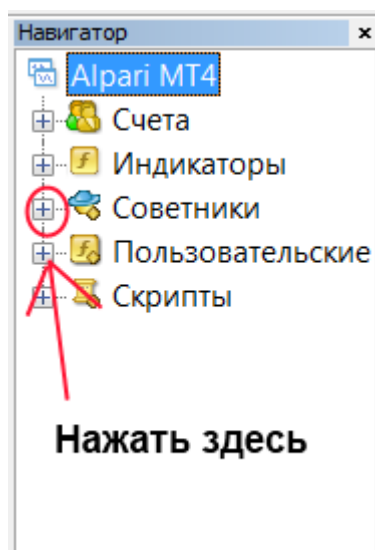 Навигатор
Alpari MT4
Счета
Индикаторы
Советники
Пользовательские
Скрипты
Нажать здесь